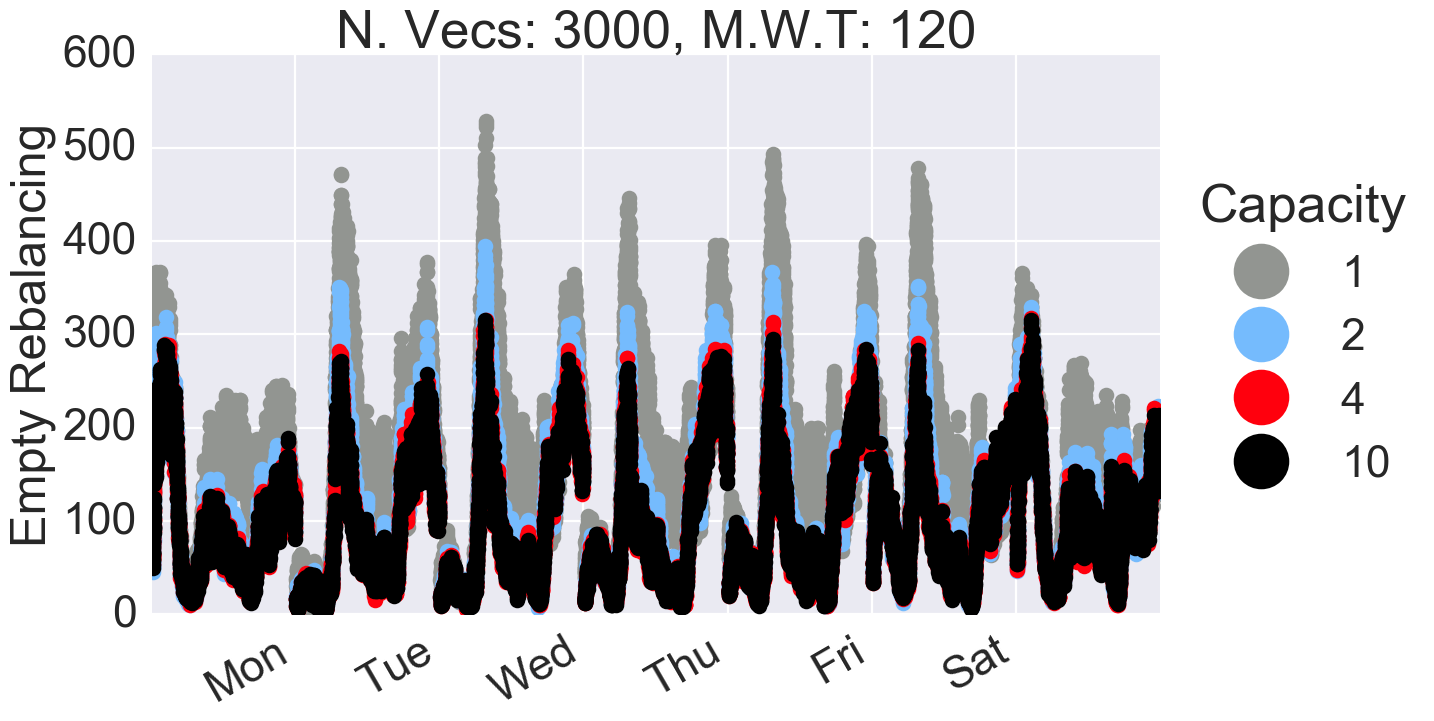 N. Vecs: 3000, M.W.T: 120
Empty Rebalancing
600
500
400
300
200
100
0
Mon
Tue
Wed
Thu
Fri
Sat
Capacity
1
2
4
10